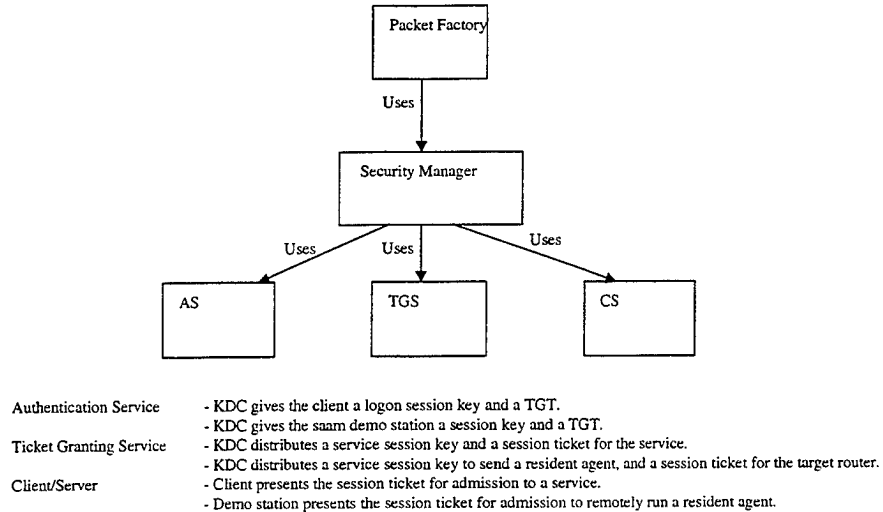 Packet Factory
Uses
Security Manager
Uses Uses Uses
AS TGS CS
Authentication Service - KDC gives the client a logon session key and a TGT.
- KDC gives the saam demo station a session key and a TGT.
Ticket Granting Service - KDC distributes a service session key and a session ticket for the service.
- KDC distributes a service session key to send a resident agent, and a session ticket for the target router.
Client/Server - Client presents the session ticket for admission to a service.
- Demo station presents the session ticket for admission to remotely run a resident agent.